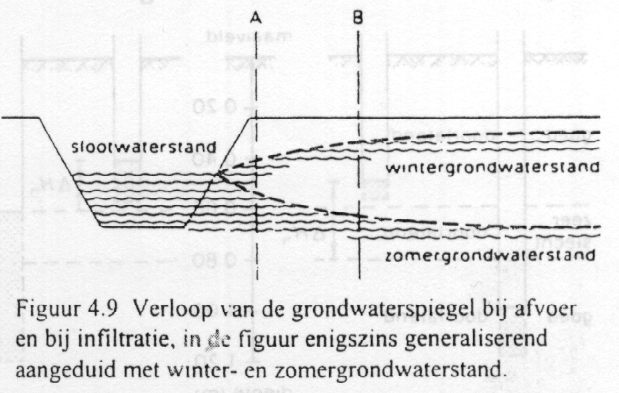 A B
slootwaterstand
wintergrondwaterstand
zomergrondwaterstand
Figuur 4.9 Verloop van de grondwaterspiegel bij afvoer
en bij infiltratie, in de figuur enigszins generaliserend
aangeduid met winter- en zomergrondwaterstand.